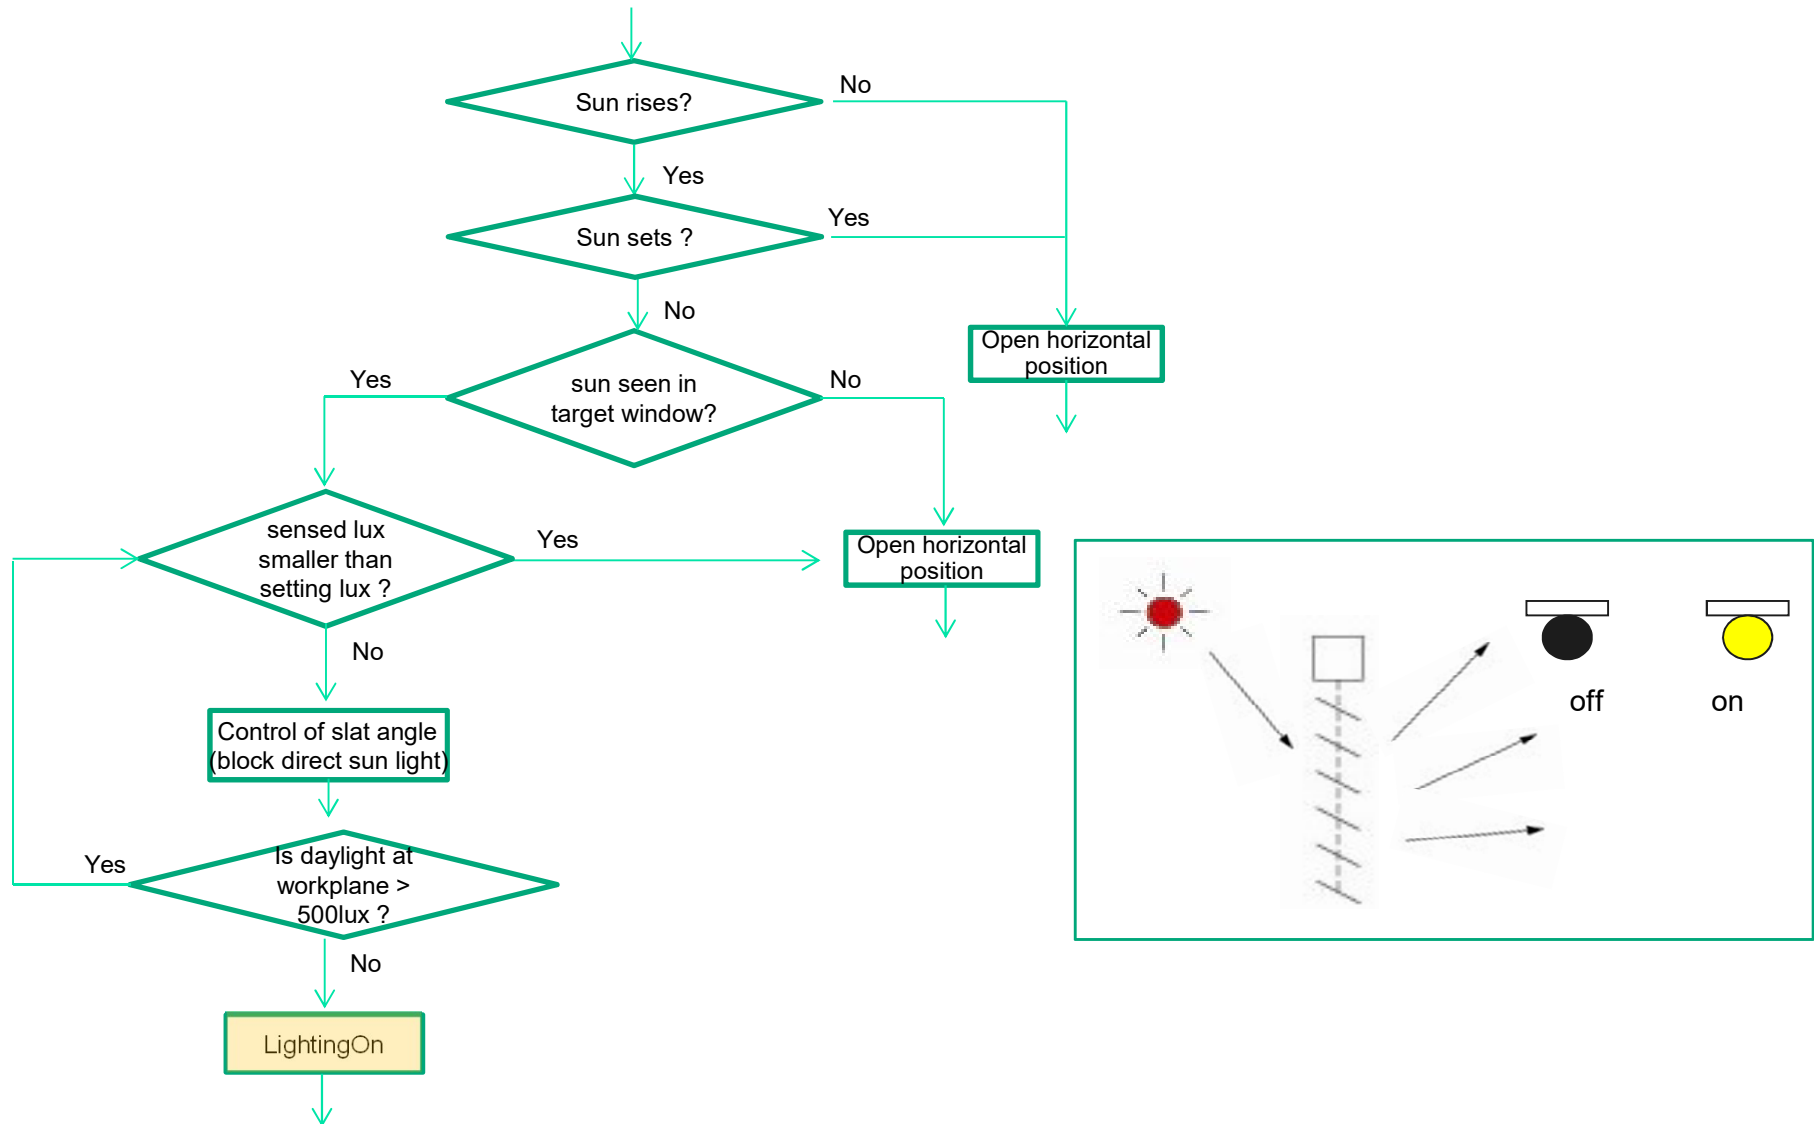 Sun rises?
No
Yes
Sun sets ?
Yes
No
Open horizontal
position
Yes
sun seen in
target window?
No
sensed lux
smaller than
setting lux ?
Yes
Open horizontal
position
No
Control of slat angle
(block direct sun light)
off
on
Yes
Is daylight at
workplane >
500lux ?
No
LightingOn